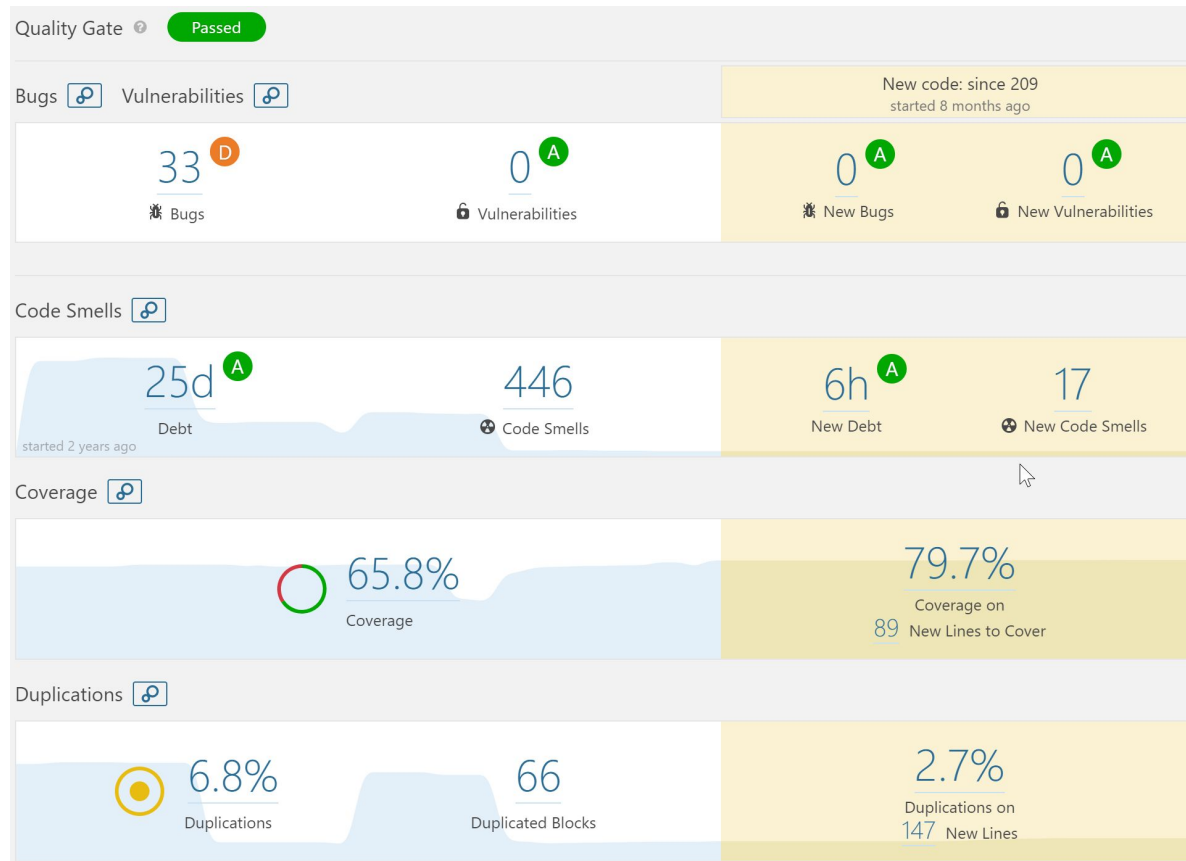 Quality Gate ? Passed
Bugs Vulnerabilities
New code: since 209
started 8 months ago
33 D 0 A 0 A 0 A
Bugs Vulnerabilities New Bugs New Vulnerabilities
Code Smells
25d A 446 6h A 17
Debt Code Smells New Debt New Code Smells
started 2 years ago
Coverage
65.8% 79.7%
Coverage Coverage on
89 New Lines to Cover
Duplications
6.8% 66 2.7%
Duplications Duplicated Blocks Duplications on
147 New Lines